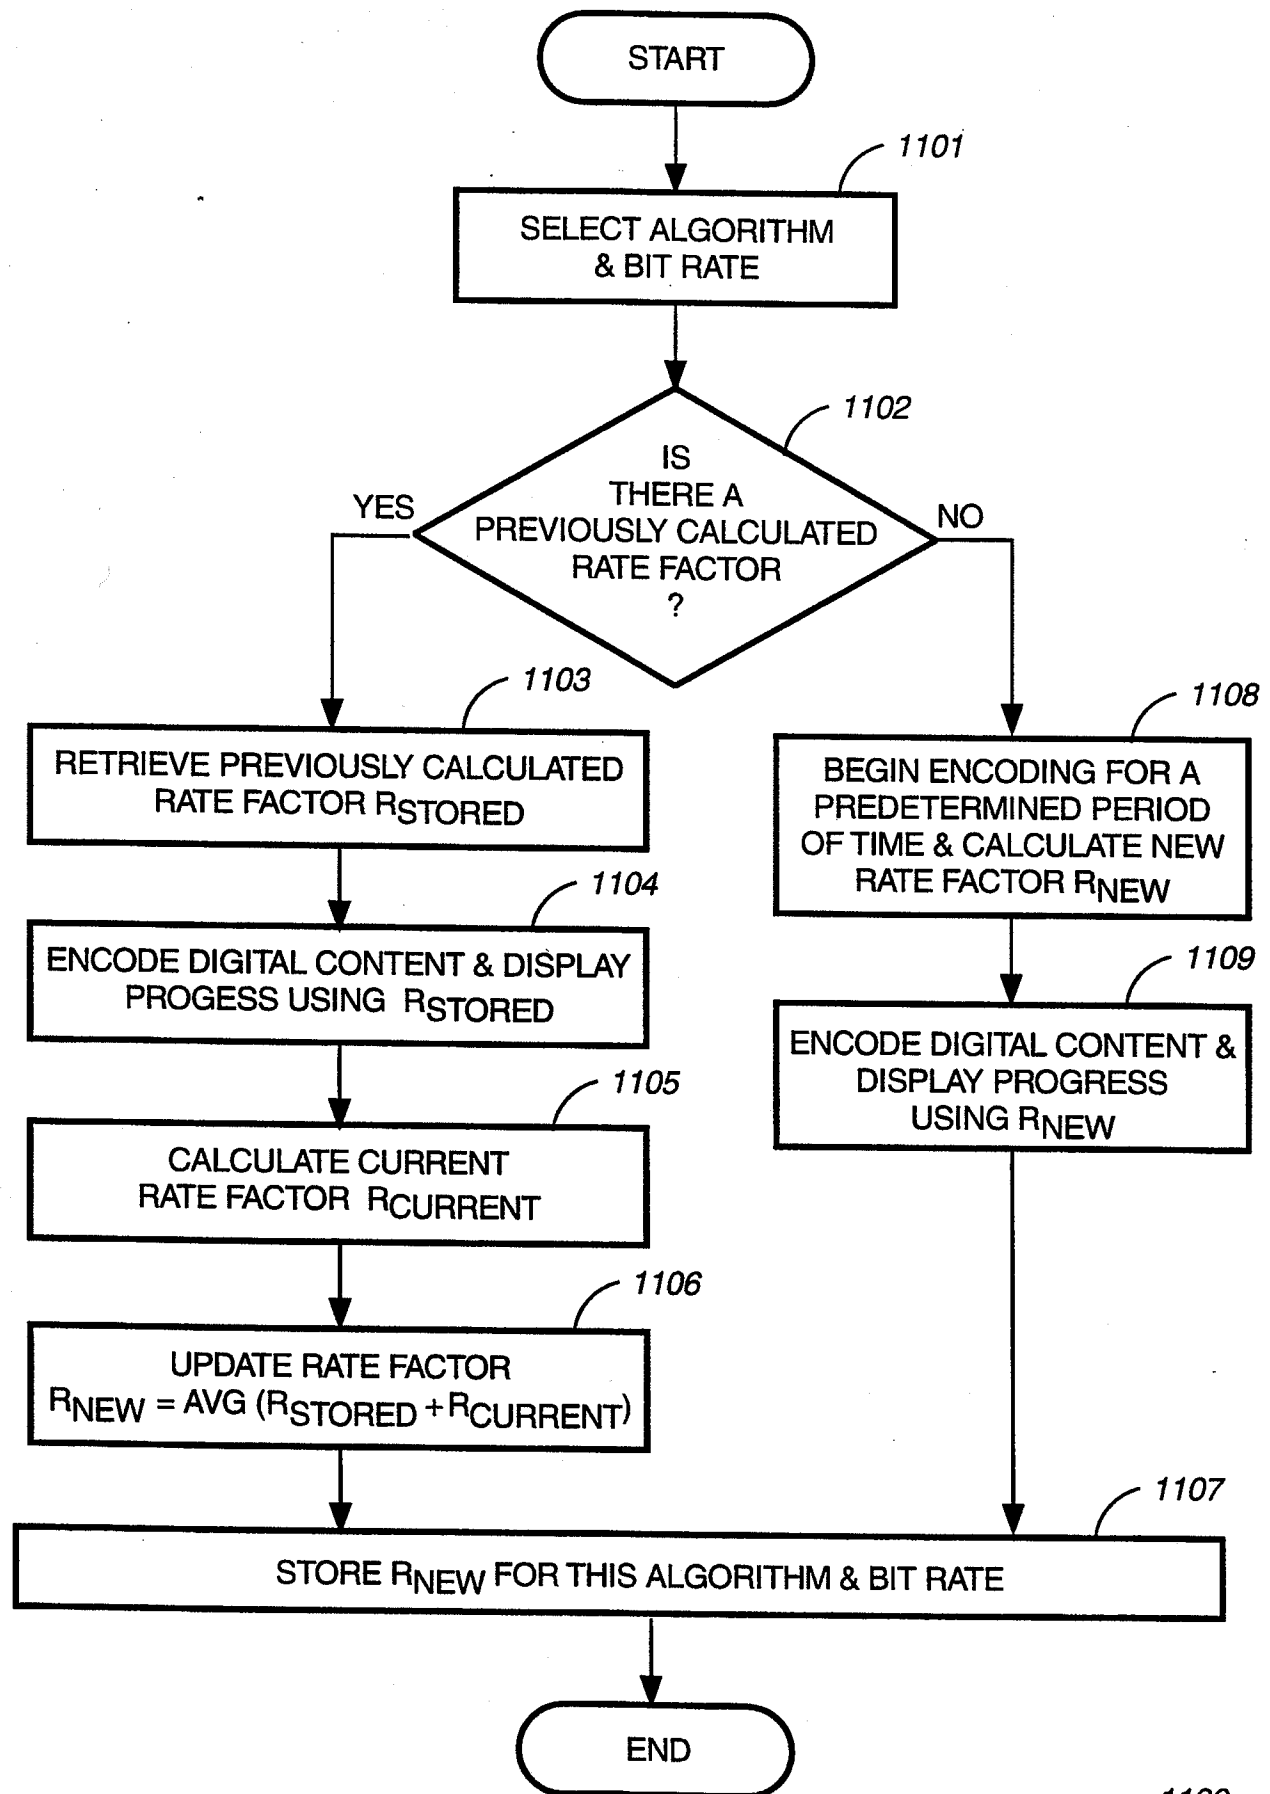 START
1101
SELECT ALGORITHM
& BIT RATE
1102
IS
THERE A
PREVIOUSLY CALCULATED
RATE FACTOR
?
YES
NO
1103
RETRIEVE PREVIOUSLY CALCULATED
RATE FACTOR RSTORED
1104
ENCODE DIGITAL CONTENT & DISPLAY
PROGESS USING RSTORED
1105
CALCULATE CURRENT
RATE FACTOR RCURRENT
1106
UPDATE RATE FACTOR
RNEW = AVG (RSTORED + RCURRENT)
1108
BEGIN ENCODING FOR A
PREDETERMINED PERIOD
OF TIME & CALCULATE NEW
RATE FACTOR RNEW
1109
ENCODE DIGITAL CONTENT &
DISPLAY PROGRESS
USING RNEW
1107
STORE RNEW FOR THIS ALGORITHM & BIT RATE
END